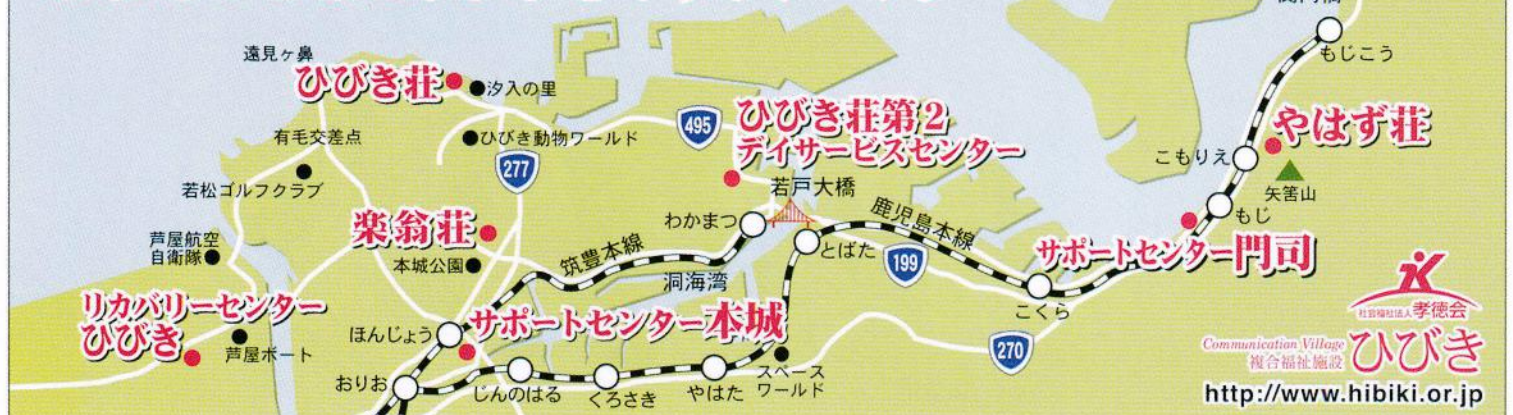 もじこう
遠見ヶ鼻
ひびき荘
汐入の里
ひびき荘第2
デイサービスセンター
495
やはず荘
有毛交差点
ひびき動物ワールド
277
こもりえ
矢筈山
若松ゴルフクラブ
若戸大橋
わかまつ
もじ
楽翁荘
鹿児島本線
芦屋航空
自衛隊
本城公園
筑豊本線
とばた
199
サポートセンター門司
洞海湾
リカバリーセンター
ひびき
芦屋ボート
ほんじょう
サポートセンター本城
こくら
270
社会福祉法人孝徳会
Communication Village
複合福祉施設
ひびき
おりお
じんのはる
くろさき
やはた
スペース
ワールド
http://www.hibiki.or.jp